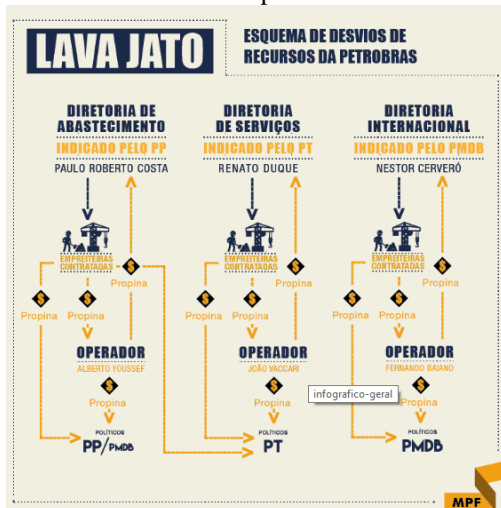 LAVA JATO
ESQUEMA DE DESVIOS DE
RECURSOS DA PETROBRAS
DIRETORIA DE
ABASTECIMENTO
INDICADO PELO PP
PAULO ROBERTO COSTA
EMPREITEIRAS
CONTRATADAS
Propina
Propina
Propina
OPERADOR
ALBERTO YOUSSEF
Propina
POLÍTICOS
PP/PMDB
DIRETORIA
DE SERVIÇOS
INDICADO PELO PT
RENATO DUQUE
EMPREITEIRAS
CONTRATADAS
Propina
Propina
Propina
OPERADOR
JOÃO VACCARI
Propina
POLÍTICOS
PT
DIRETORIA
INTERNACIONAL
INDICADO PELO PMDB
NESTOR CERVERÓ
EMPREITEIRAS
CONTRATADAS
Propina
Propina
Propina
OPERADOR
FERNANDO BAIANO
infografico-geral
Propina
POLÍTICOS
PMDB
MPF